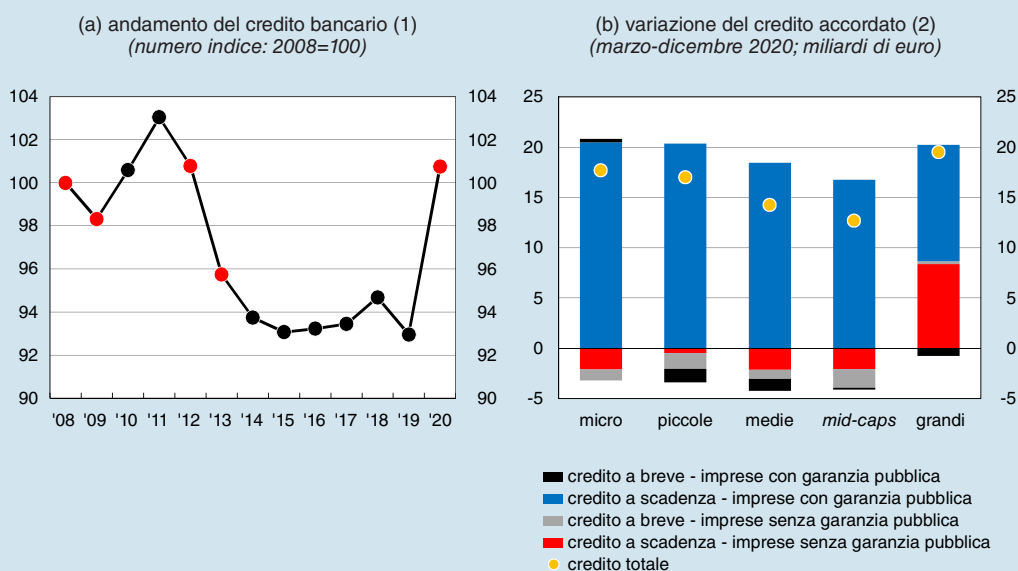 (a) andamento del credito bancario (1)
(numero indice: 2008=100)
104
102
100
98
96
94
92
90
104
102
100
98
96
94
92
90
'08 '09 '10 '11 '12 '13 '14 '15 '16 '17 '18 '19 '20
(b) variazione del credito accordato (2)
(marzo-dicembre 2020; miliardi di euro)
25
20
15
10
5
0
-5
25
20
15
10
5
0
-5
micro piccole medie mid-caps grandi
credito a breve - imprese con garanzia pubblica
credito a scadenza - imprese con garanzia pubblica
credito a breve - imprese senza garanzia pubblica
credito a scadenza - imprese senza garanzia pubblica
credito totale